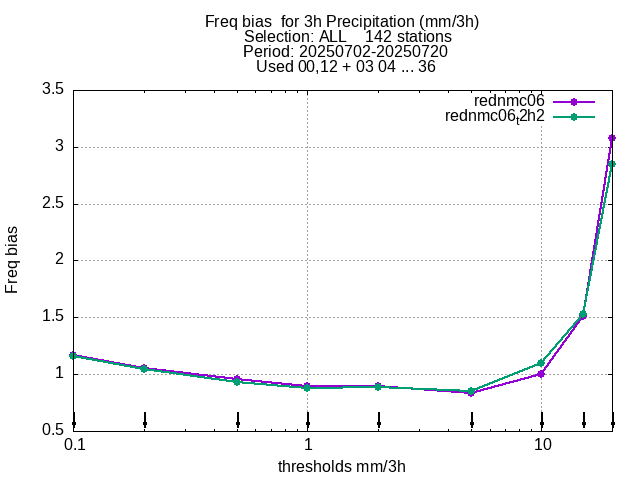 Freq bias  for 3h Precipitation (mm/3h)
Selection: ALL    142 stations
Period: 20250702-20250720
Used 00,12 + 03 04 ... 36
rednmc06
rednmc06_t2h2
3.5
3
2.5
2
1.5
1
0.5
Freq bias
0.1
1
10
thresholds mm/3h